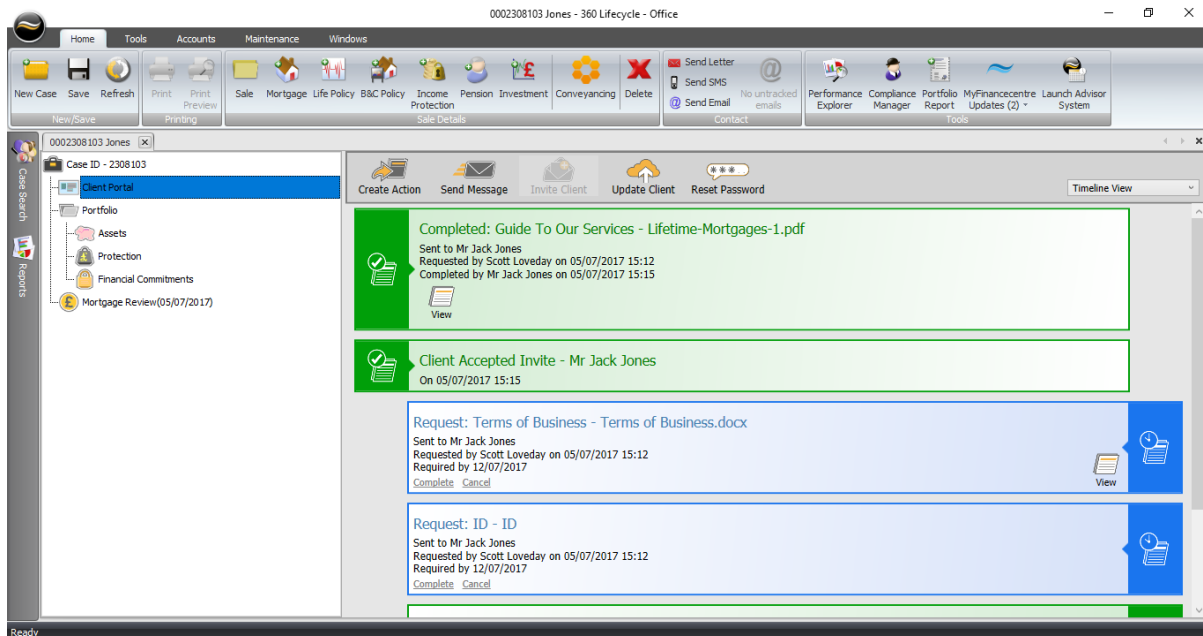 0002308103 Jones - 360 Lifecycle - Office
Home Tools Accounts Maintenance Windows
New Case Save Refresh
New/Save
Print Print Preview
Printing
Sale Mortgage Life Policy B&C Policy Income Protection Pension Investment Conveyancing Delete
Sale Details
Send Letter
Send SMS
Send Email
No untracked emails
Contact
Performance Explorer Compliance Manager Portfolio Report MyFinancecentre Updates (2) Launch Advisor System
Tools
Case Search
Reports
0002308103 Jones
Case ID - 2308103
Client Portal
Portfolio
Assets
Protection
Financial Commitments
Mortgage Review(05/07/2017)
Create Action Send Message Invite Client Update Client Reset Password
Timeline View
Completed: Guide To Our Services - Lifetime-Mortgages-1.pdf
Sent to Mr Jack Jones
Requested by Scott Loveday on 05/07/2017 15:12
Completed by Mr Jack Jones on 05/07/2017 15:15
View
Client Accepted Invite - Mr Jack Jones
On 05/07/2017 15:15
Request: Terms of Business - Terms of Business.docx
Sent to Mr Jack Jones
Requested by Scott Loveday on 05/07/2017 15:12
Required by 12/07/2017
Complete Cancel
View
Request: ID - ID
Sent to Mr Jack Jones
Requested by Scott Loveday on 05/07/2017 15:12
Required by 12/07/2017
Complete Cancel
Ready